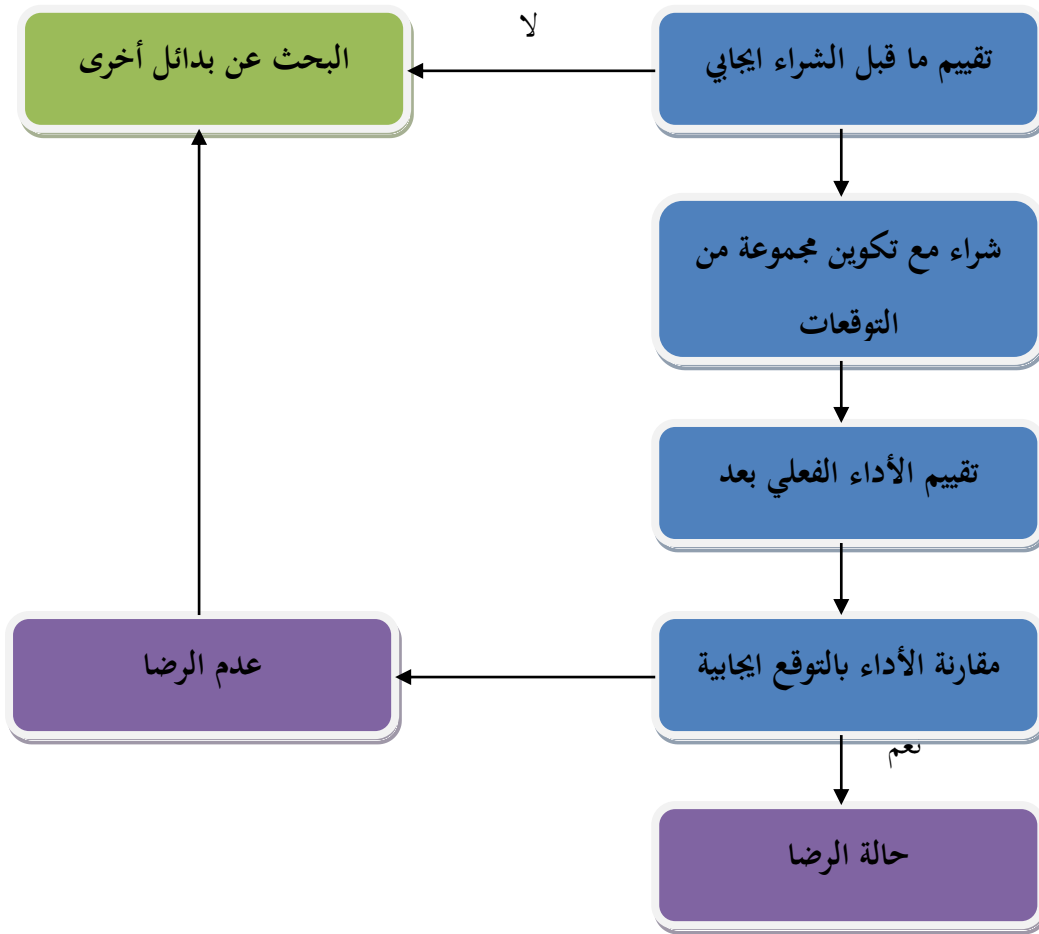 لا
تقييم ما قبل الشراء ايجابي
البحث عن بدائل أخرى
شراء مع تكوين مجموعة من
التوقعات
تقييم الأداء الفعلي بعد
مقارنة الأداء بالتوقع ايجابية
عدم الرضا
نعم
حالة الرضا